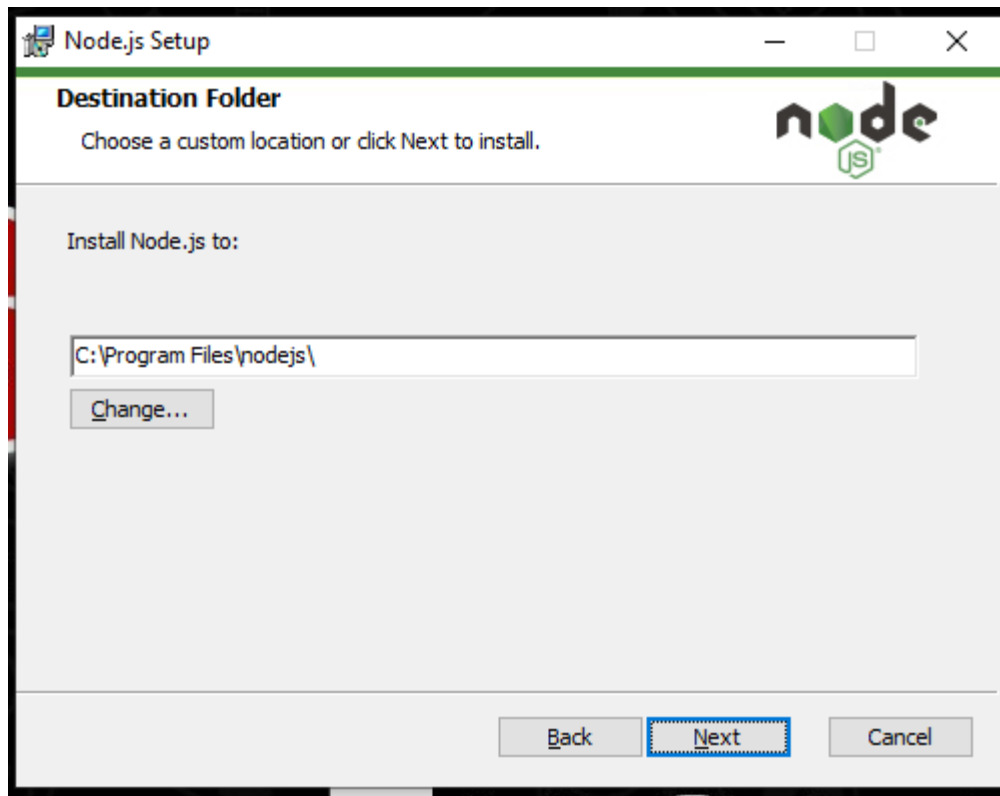 Node.js Setup
Destination Folder
Choose a custom location or click Next to install.
node
JS
Install Node.js to:
C:\Program Files\nodejs\
Change...
Back
Next
Cancel